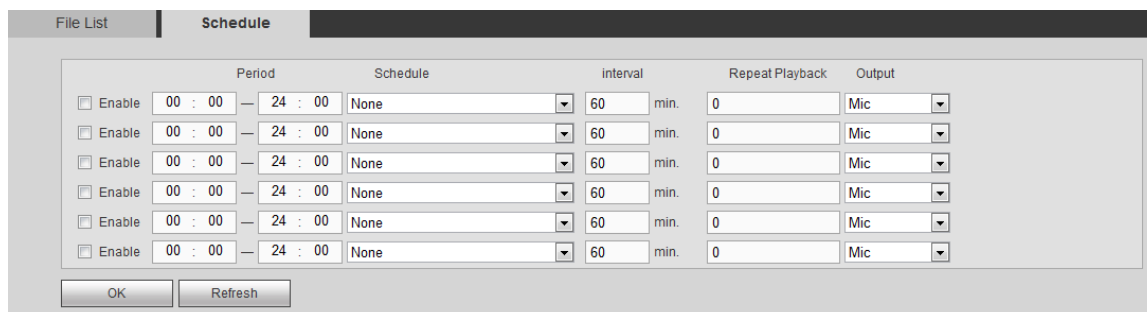 File List Schedule
Period Schedule interval Repeat Playback Output
Enable 00 : 00 — 24 : 00 None 60 min. 0 Mic
Enable 00 : 00 — 24 : 00 None 60 min. 0 Mic
Enable 00 : 00 — 24 : 00 None 60 min. 0 Mic
Enable 00 : 00 — 24 : 00 None 60 min. 0 Mic
Enable 00 : 00 — 24 : 00 None 60 min. 0 Mic
Enable 00 : 00 — 24 : 00 None 60 min. 0 Mic
OK Refresh